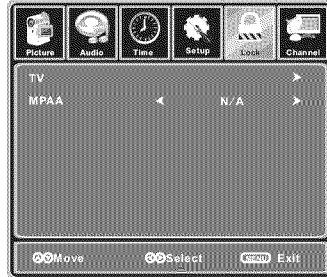 Picture Audio Time Setup Lock Channel
TV
MPAA N/A
Move Select MENU Exit